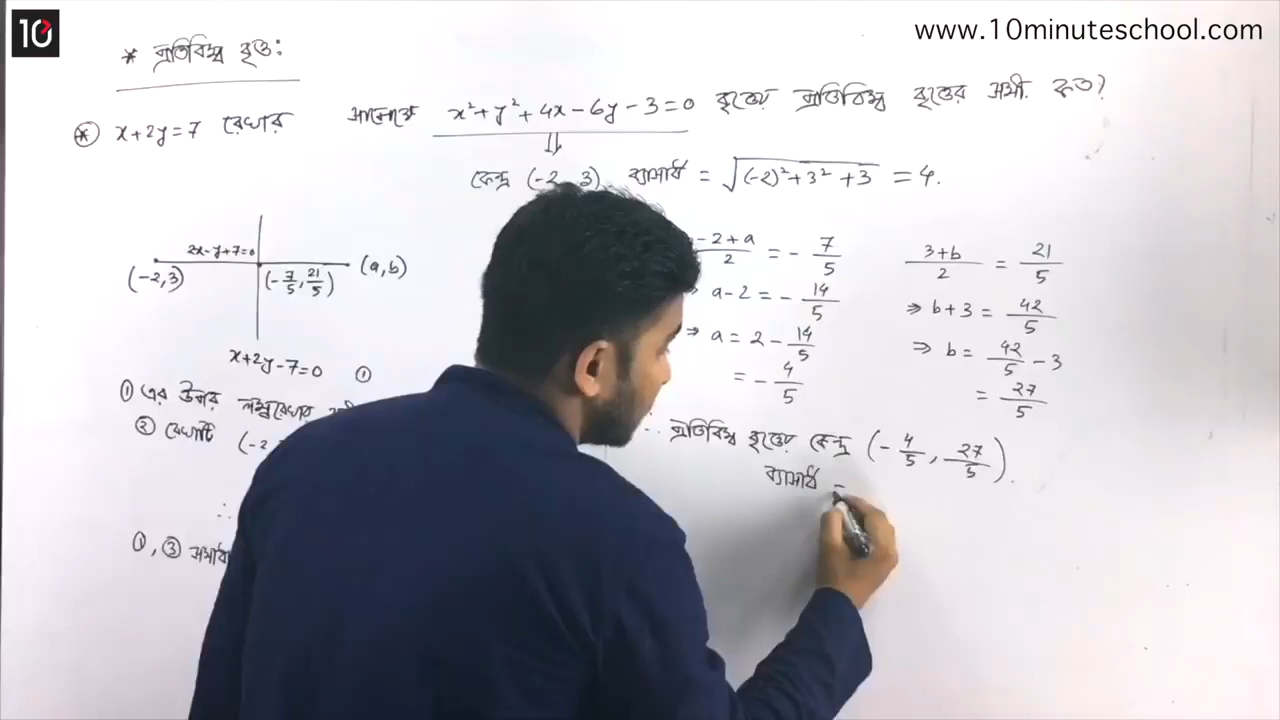 10
www.10minuteschool.com
* প্রতিবিম্ব বৃত্ত:
* x+2y=7 রেখার সাপেক্ষে x²+y²+4x-6y-3=0 বৃত্তের প্রতিবিম্ব বৃত্তের সমী. কত?
কেন্দ্র (-2, 3) ব্যাসার্ধ = √((-2)²+3²+3) = 4.
2x-y+7=0
(-2,3) (-7/5, 21/5) (a,b)
x+2y-7=0 ①
① এর উপর লম্বরেখার
② রেখাটি (-2
∴
①, ③
-2+a/2 = -7/5
⇒ a-2 = -14/5
⇒ a = 2 - 14/5
= -4/5
3+b/2 = 21/5
⇒ b+3 = 42/5
⇒ b = 42/5 - 3
= 27/5
∴ প্রতিবিম্ব বৃত্তের কেন্দ্র (-4/5, 27/5).
ব্যাসার্ধ =